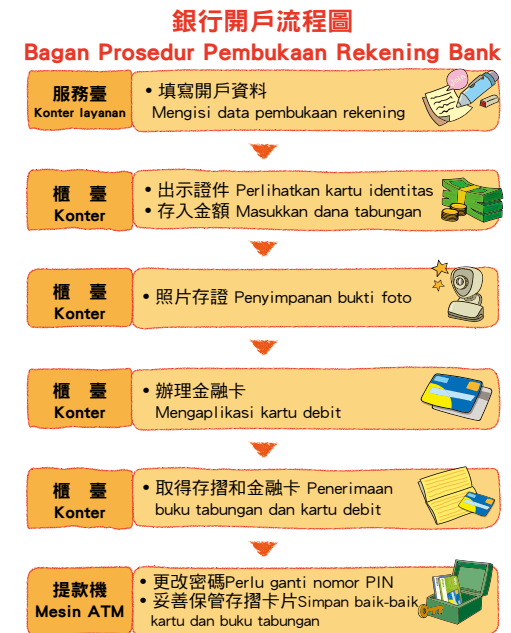 銀行開戶流程圖
Bagan Prosedur Pembukaan Rekening Bank
服務臺
Konter layanan
• 填寫開戶資料
Mengisi data pembukaan rekening
櫃 臺
Konter
• 出示證件 Perlihatkan kartu identitas
• 存入金額 Masukkan dana tabungan
櫃 臺
Konter
• 照片存證 Penyimpanan bukti foto
櫃 臺
Konter
• 辦理金融卡
Mengaplikasi kartu debit
櫃 臺
Konter
• 取得存摺和金融卡 Penerimaan
buku tabungan dan kartu debit
提款機
Mesin ATM
• 更改密碼Perlu ganti nomor PIN
• 妥善保管存摺卡片Simpan baik-baik
kartu dan buku tabungan